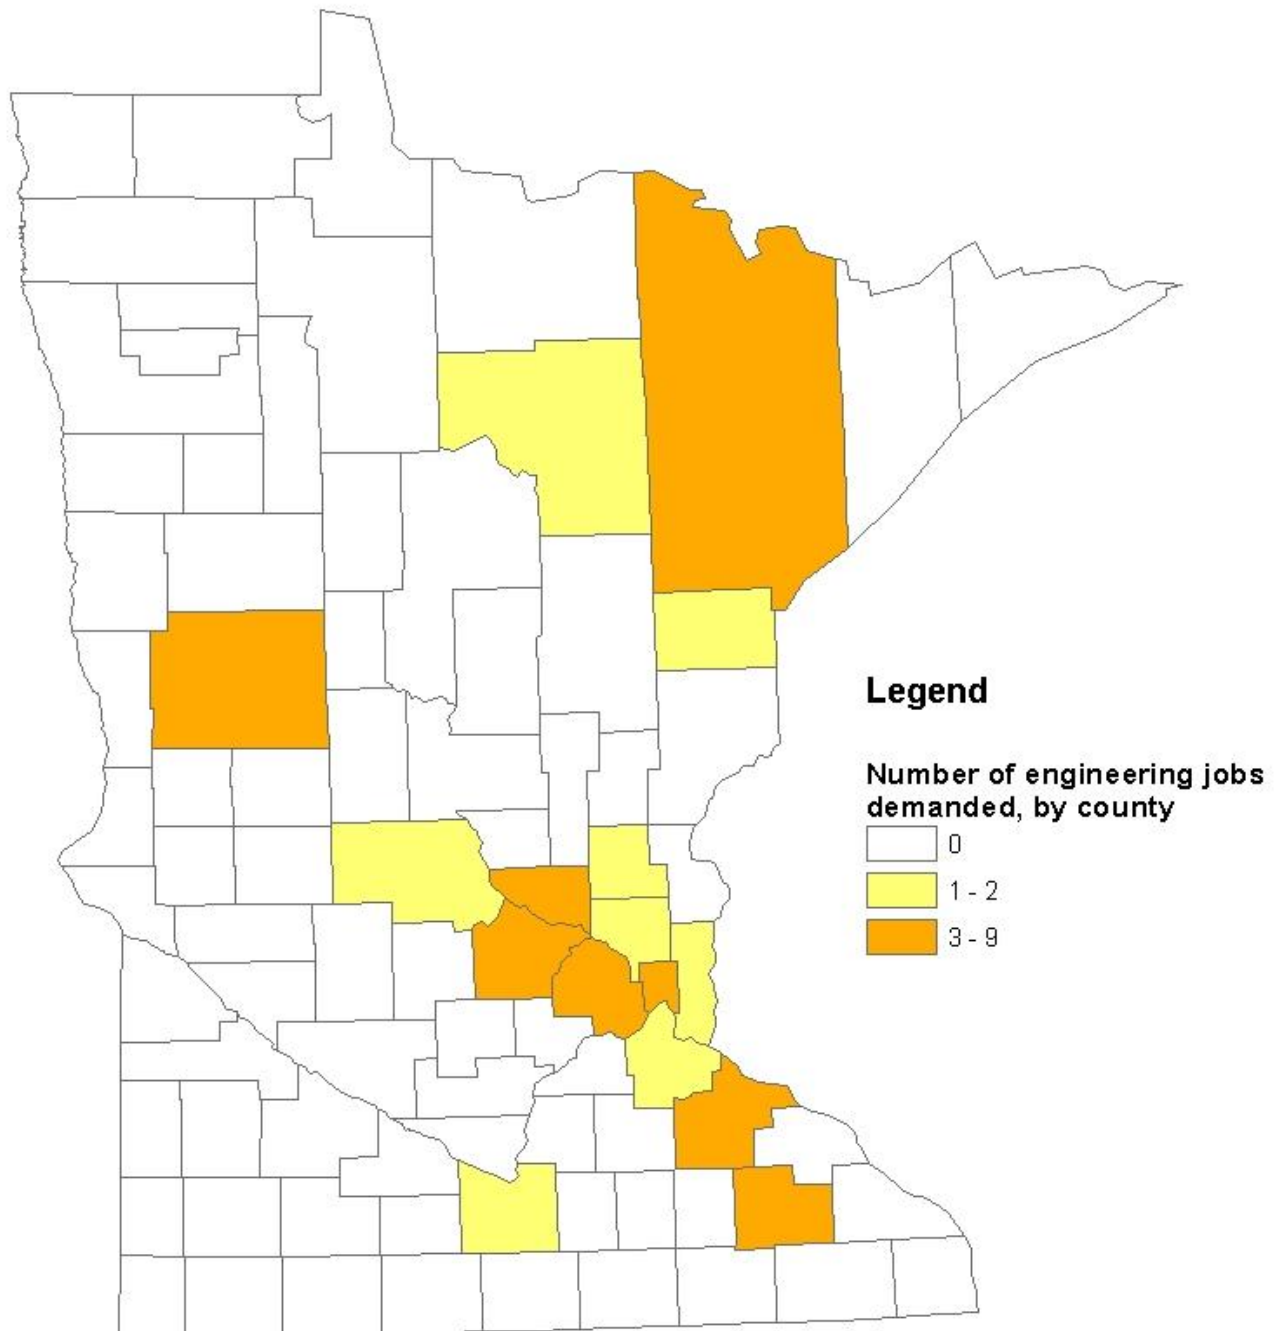 Legend
Number of engineering jobs
demanded, by county
0
1 - 2
3 - 9